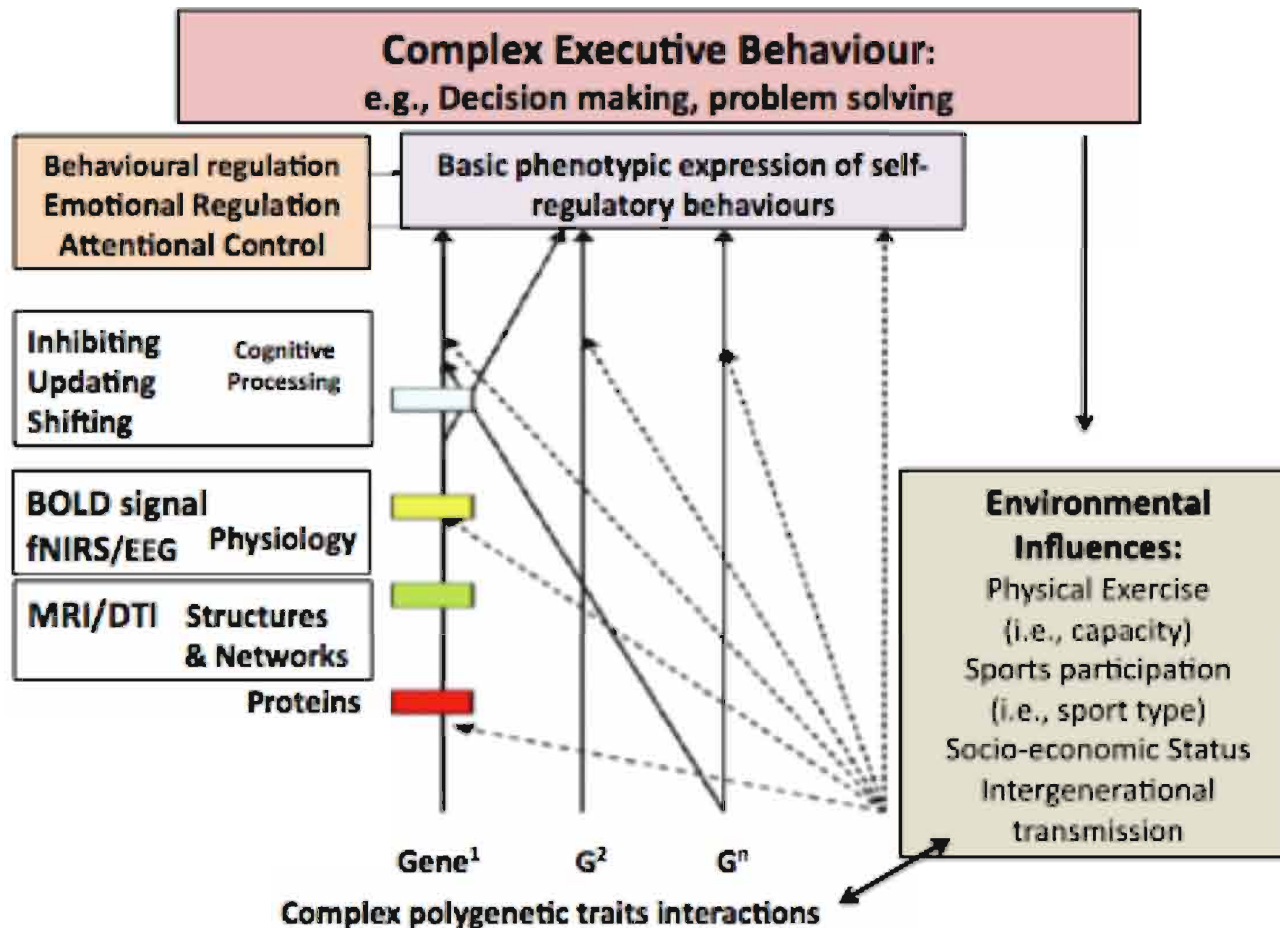 Complex Executive Behaviour:
e.g., Decision making, problem solving
Behavioural regulation
Emotional Regulation
Attentional Control
Basic phenotypic expression of self-
regulatory behaviours
Inhibiting
Updating
Shifting
Cognitive
Processing
BOLD signal
fNIRS/EEG
Physiology
MRI/DTI
Structures
& Networks
Proteins
Environmental
Influences:
Physical Exercise
(i.e., capacity)
Sports participation
(i.e., sport type)
Socio-economic Status
Intergenerational
transmission
Gene¹ G² Gⁿ
Complex polygenetic traits interactions